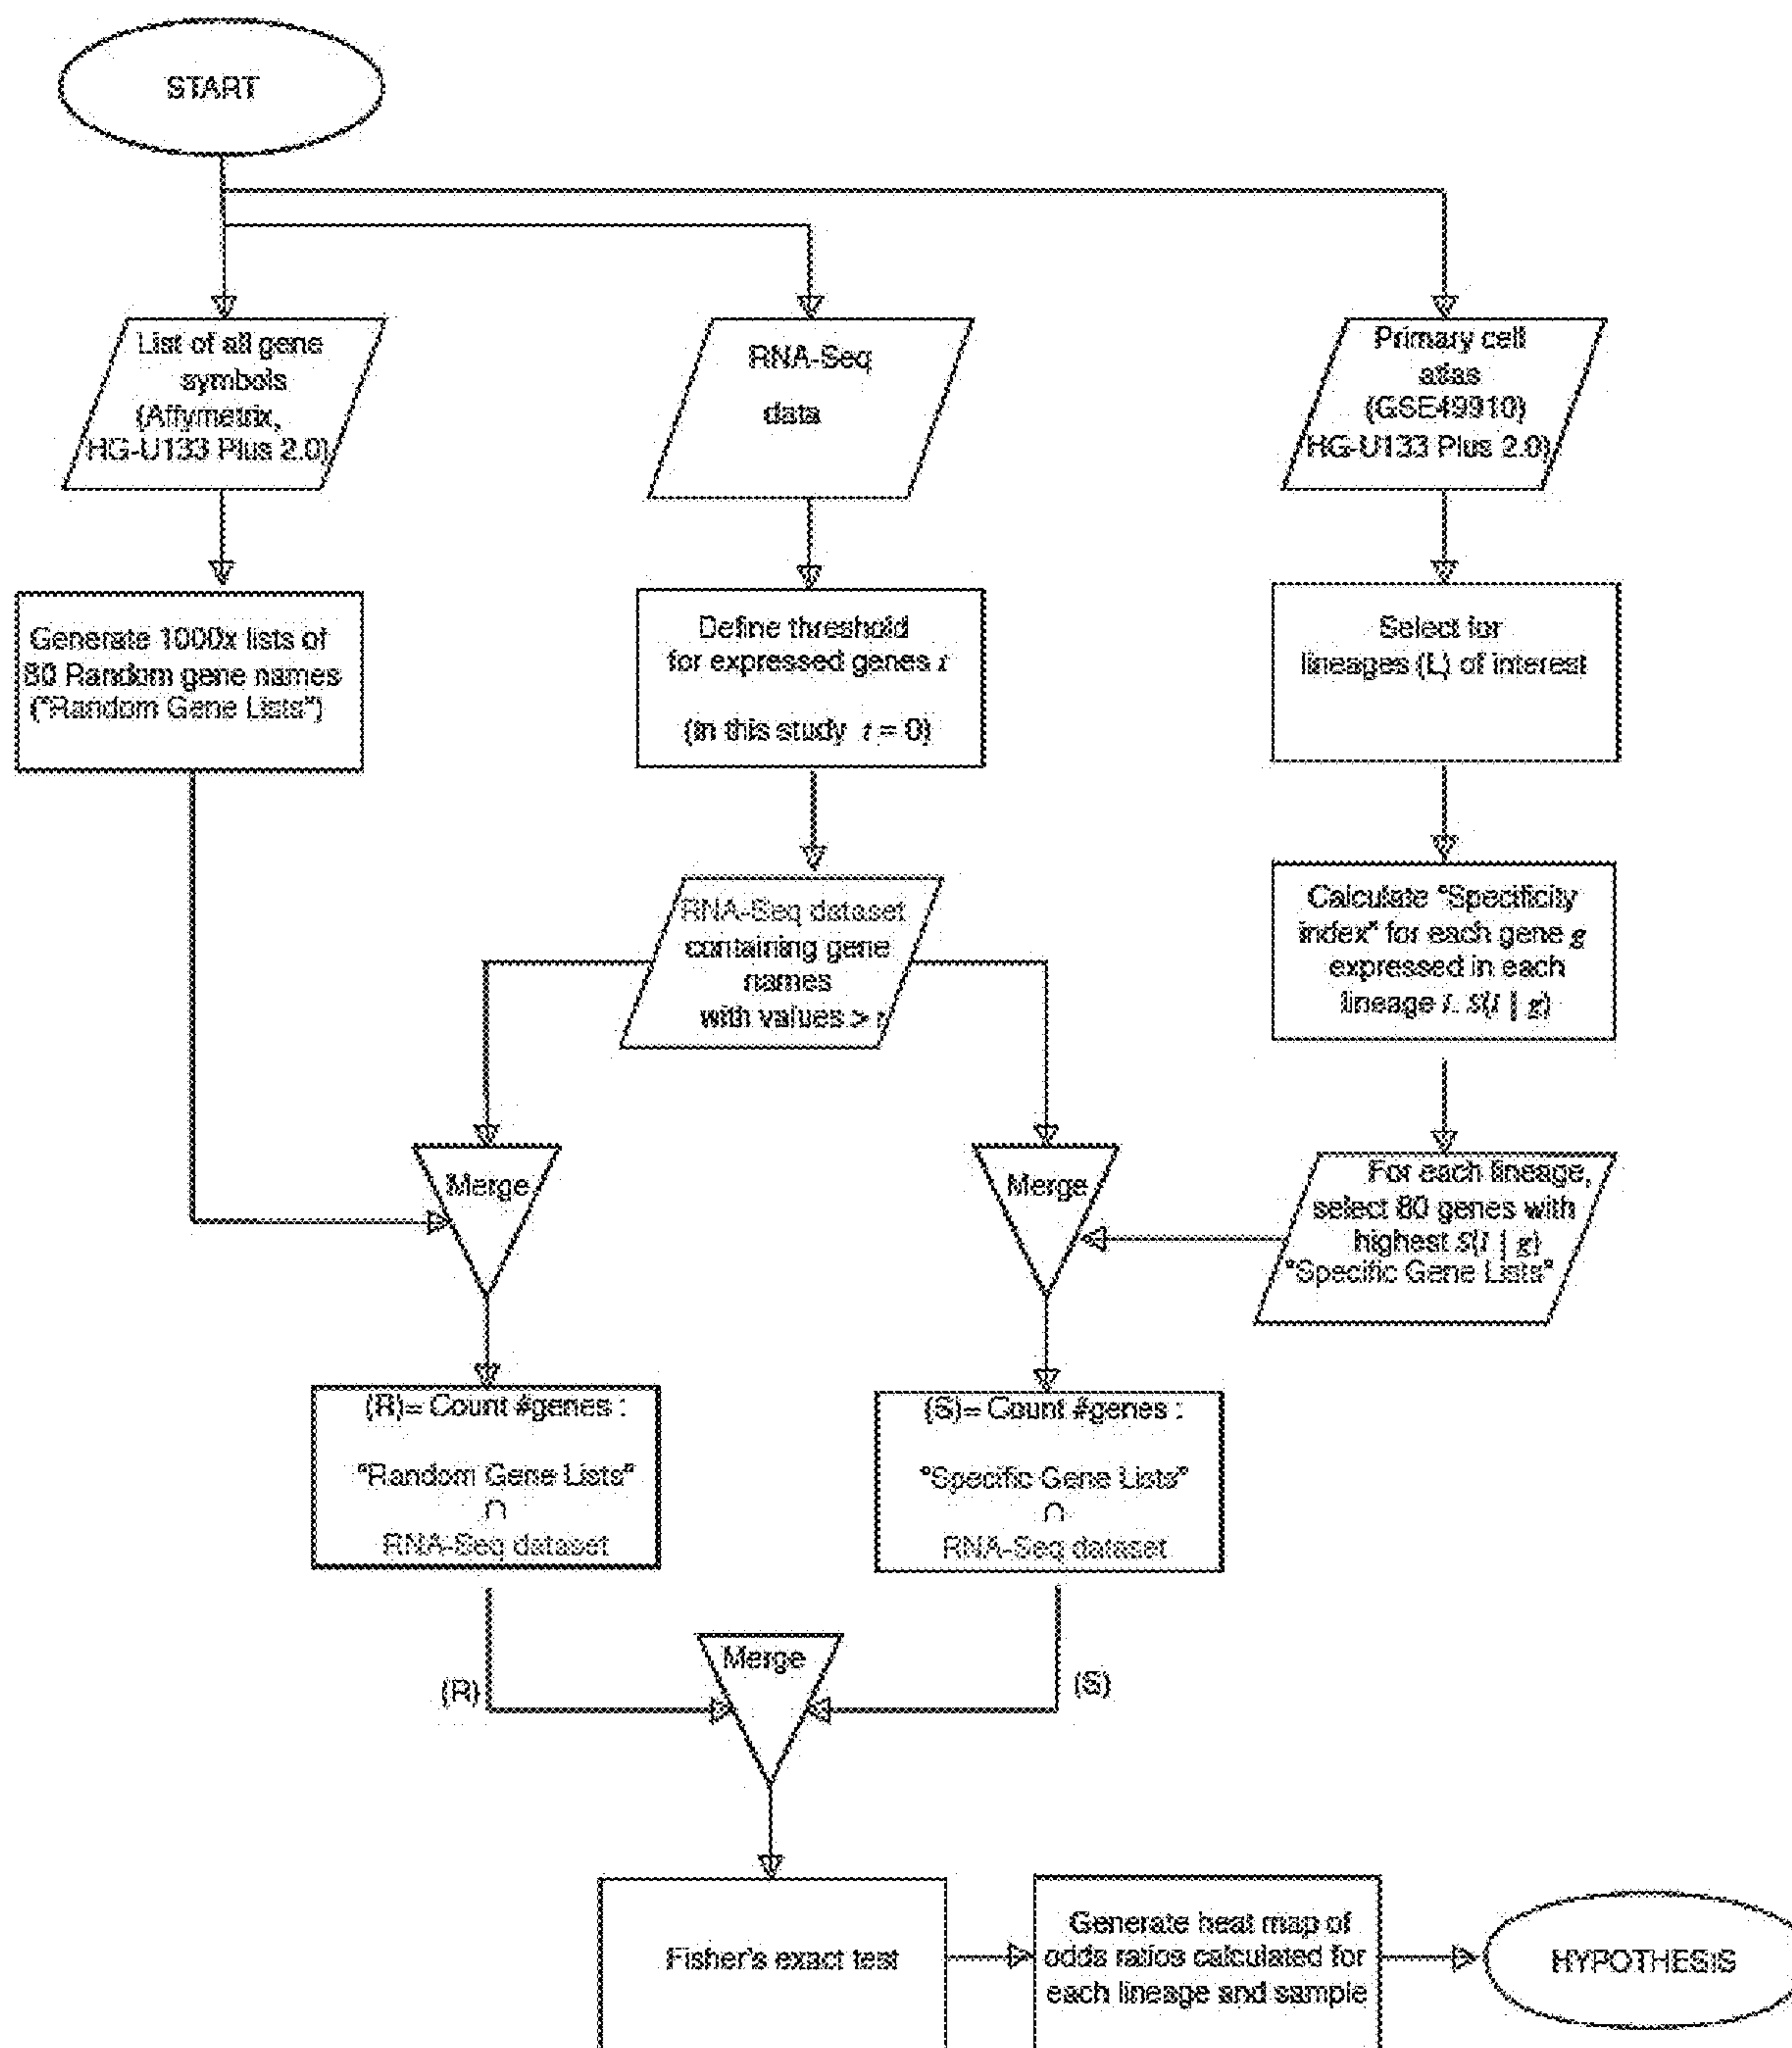 START
List of all gene
symbols
(Affymetrix,
HG-U133 Plus 2.0)
RNA-Seq
data
Primary cell
atlas
(GSE49910)
HG-U133 Plus 2.0)
Generate 1000x lists of
80 Random gene names
("Random Gene Lists")
Define threshold
for expressed genes t
(in this study t = 0)
Select for
lineages (L) of interest
RNA-Seq dataset
containing gene
names
with values > t
Calculate "Specificity
index" for each gene g
expressed in each
lineage l. s(l | g)
Merge
Merge
For each lineage,
select 80 genes with
highest s(l | g)
"Specific Gene Lists"
(R)= Count #genes :
"Random Gene Lists"
∩
RNA-Seq dataset
(S)= Count #genes :
"Specific Gene Lists"
∩
RNA-Seq dataset
Merge
(R)
(S)
Fisher's exact test
Generate heat map of
odds ratios calculated for
each lineage and sample
HYPOTHESIS